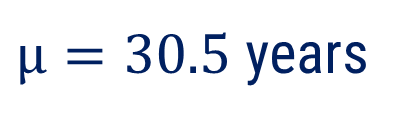 μ = 30.5 years